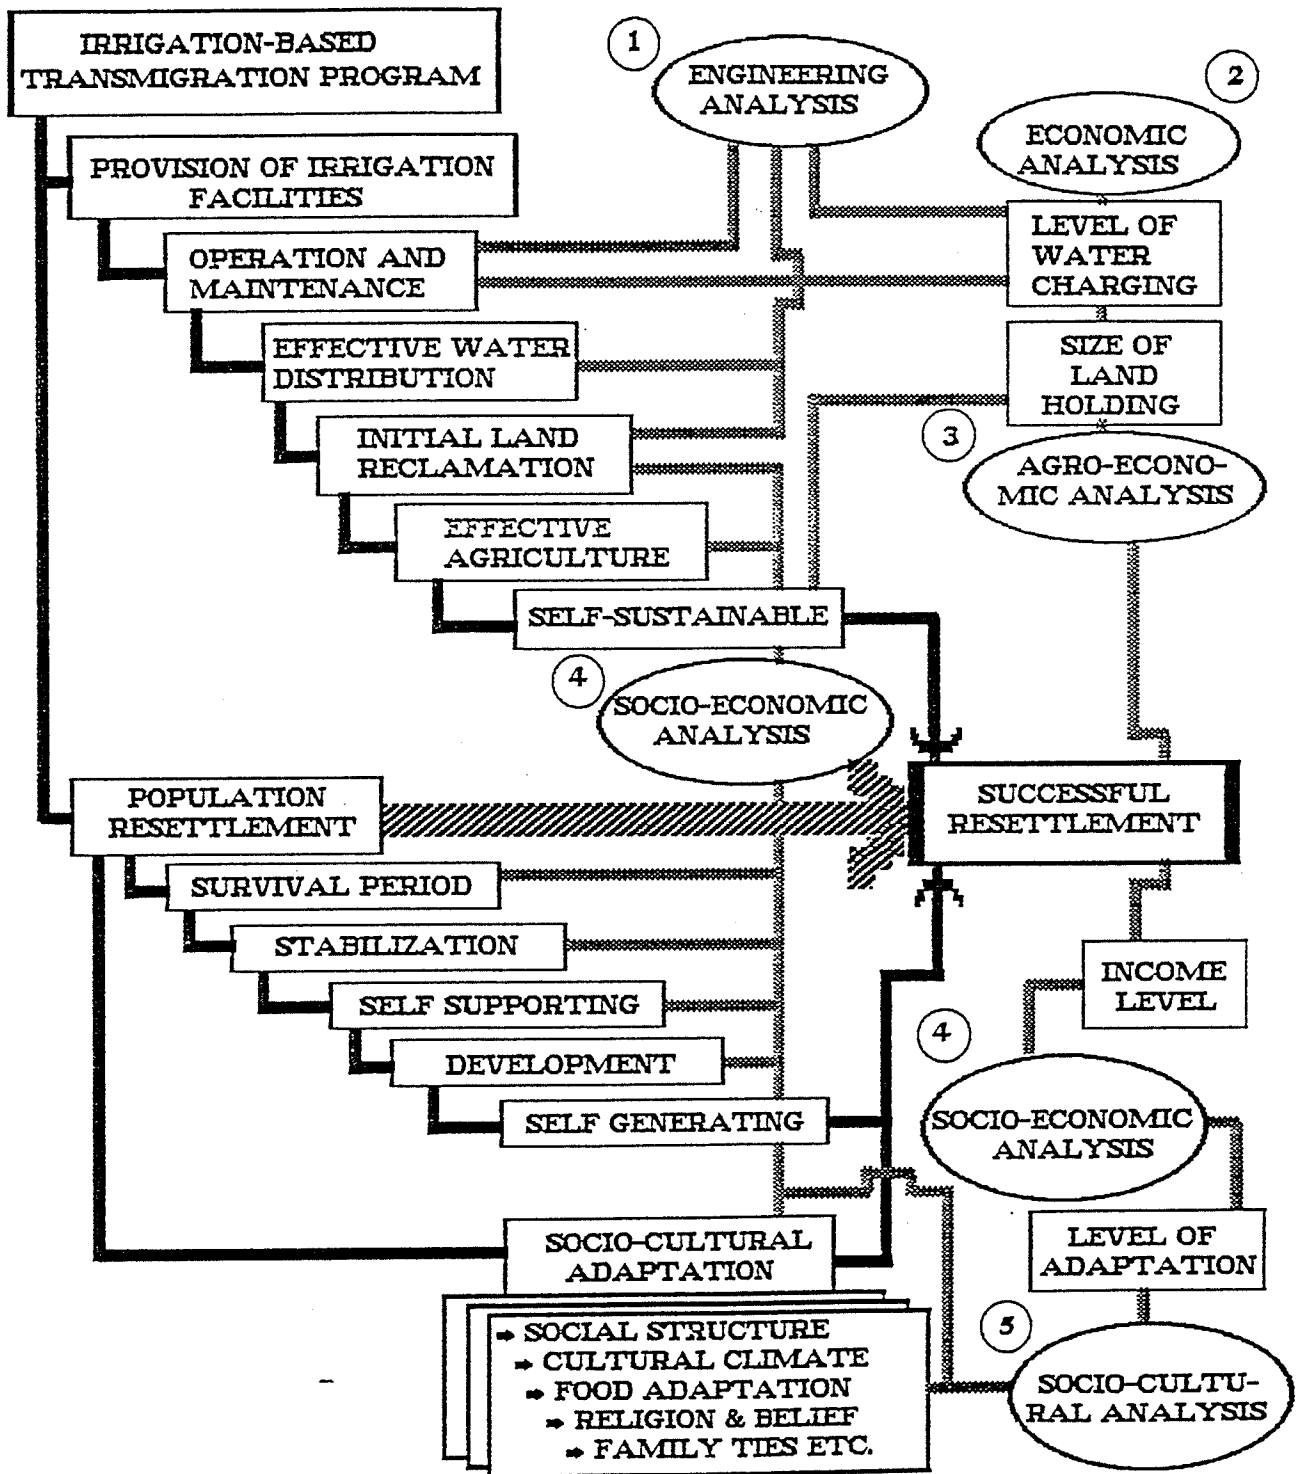 IRRIGATION-BASED
TRANSMIGRATION PROGRAM
1
ENGINEERING
ANALYSIS
2
ECONOMIC
ANALYSIS
PROVISION OF IRRIGATION
FACILITIES
LEVEL OF
WATER
CHARGING
OPERATION AND
MAINTENANCE
EFFECTIVE WATER
DISTRIBUTION
SIZE OF
LAND
HOLDING
INITIAL LAND
RECLAMATION
3
AGRO-ECONO-
MIC ANALYSIS
EFFECTIVE
AGRICULTURE
SELF-SUSTAINABLE
4
SOCIO-ECONOMIC
ANALYSIS
POPULATION
RESETTLEMENT
SUCCESSFUL
RESETTLEMENT
SURVIVAL PERIOD
STABILIZATION
SELF SUPPORTING
DEVELOPMENT
SELF GENERATING
INCOME
LEVEL
4
SOCIO-ECONOMIC
ANALYSIS
SOCIO-CULTURAL
ADAPTATION
LEVEL OF
ADAPTATION
5
SOCIO-CULTU-
RAL ANALYSIS
➡ SOCIAL STRUCTURE
➡ CULTURAL CLIMATE
➡ FOOD ADAPTATION
➡ RELIGION & BELIEF
➡ FAMILY TIES ETC.